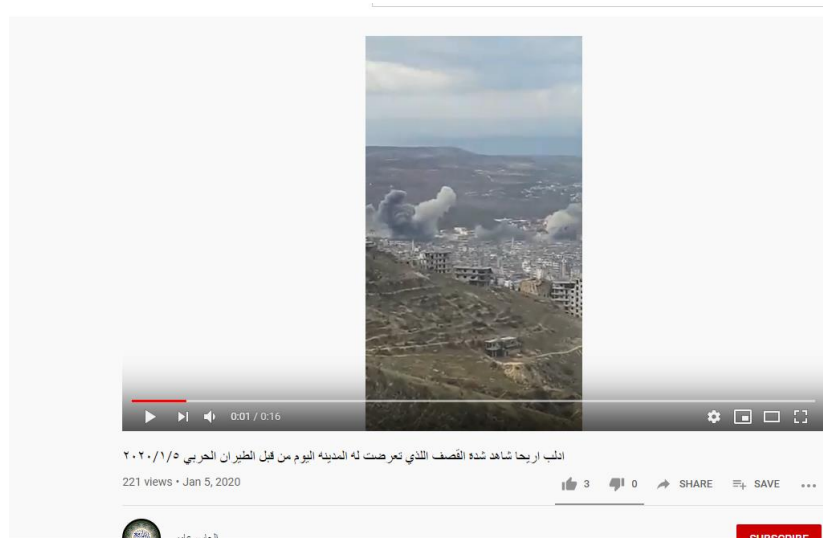 0:01 / 0:16
ادلب اريحا شاهد شده القصف اللذي تعرضت له المدينه اليوم من قبل الطيران الحربي ٢٠٢٠/١/٥
221 views • Jan 5, 2020
3
0
SHARE
SAVE
SUBSCRIBE